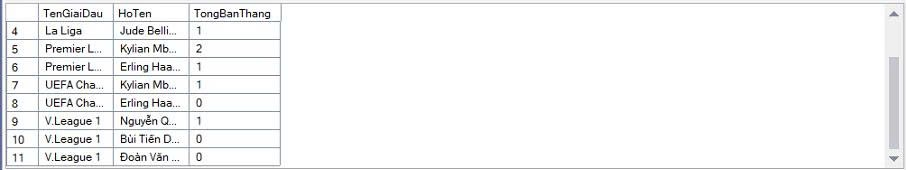 TenGiaiDau HoTen TongBanThang
4 La Liga Jude Belli... 1
5 Premier L... Kylian Mb... 2
6 Premier L... Erling Haa... 1
7 UEFA Cha... Kylian Mb... 1
8 UEFA Cha... Erling Haa... 0
9 V.League 1 Nguyễn Q... 1
10 V.League 1 Bùi Tiến D... 0
11 V.League 1 Đoàn Văn ... 0